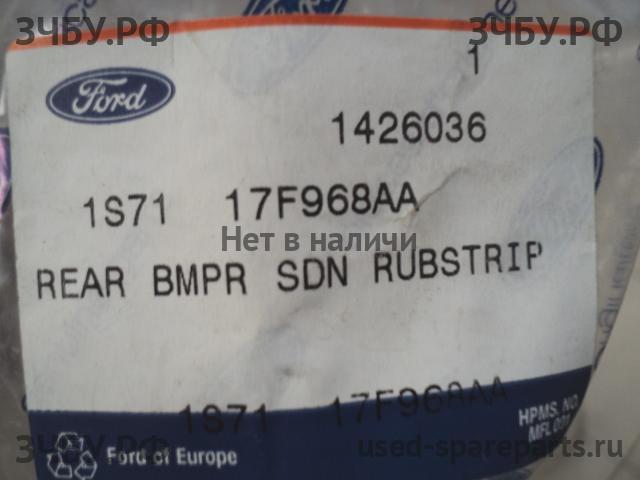 ЗЧБУ.РФ
ЗЧБУ.РФ
1
Ford
1426036
1S71 17F968AA
Нет в наличии
REAR BMPR SDN RUBSTRIP
1S71 17F968AA
HPMS. NO
ЗЧБУ.РФ
Ford of Europe
used-spareparts.ru